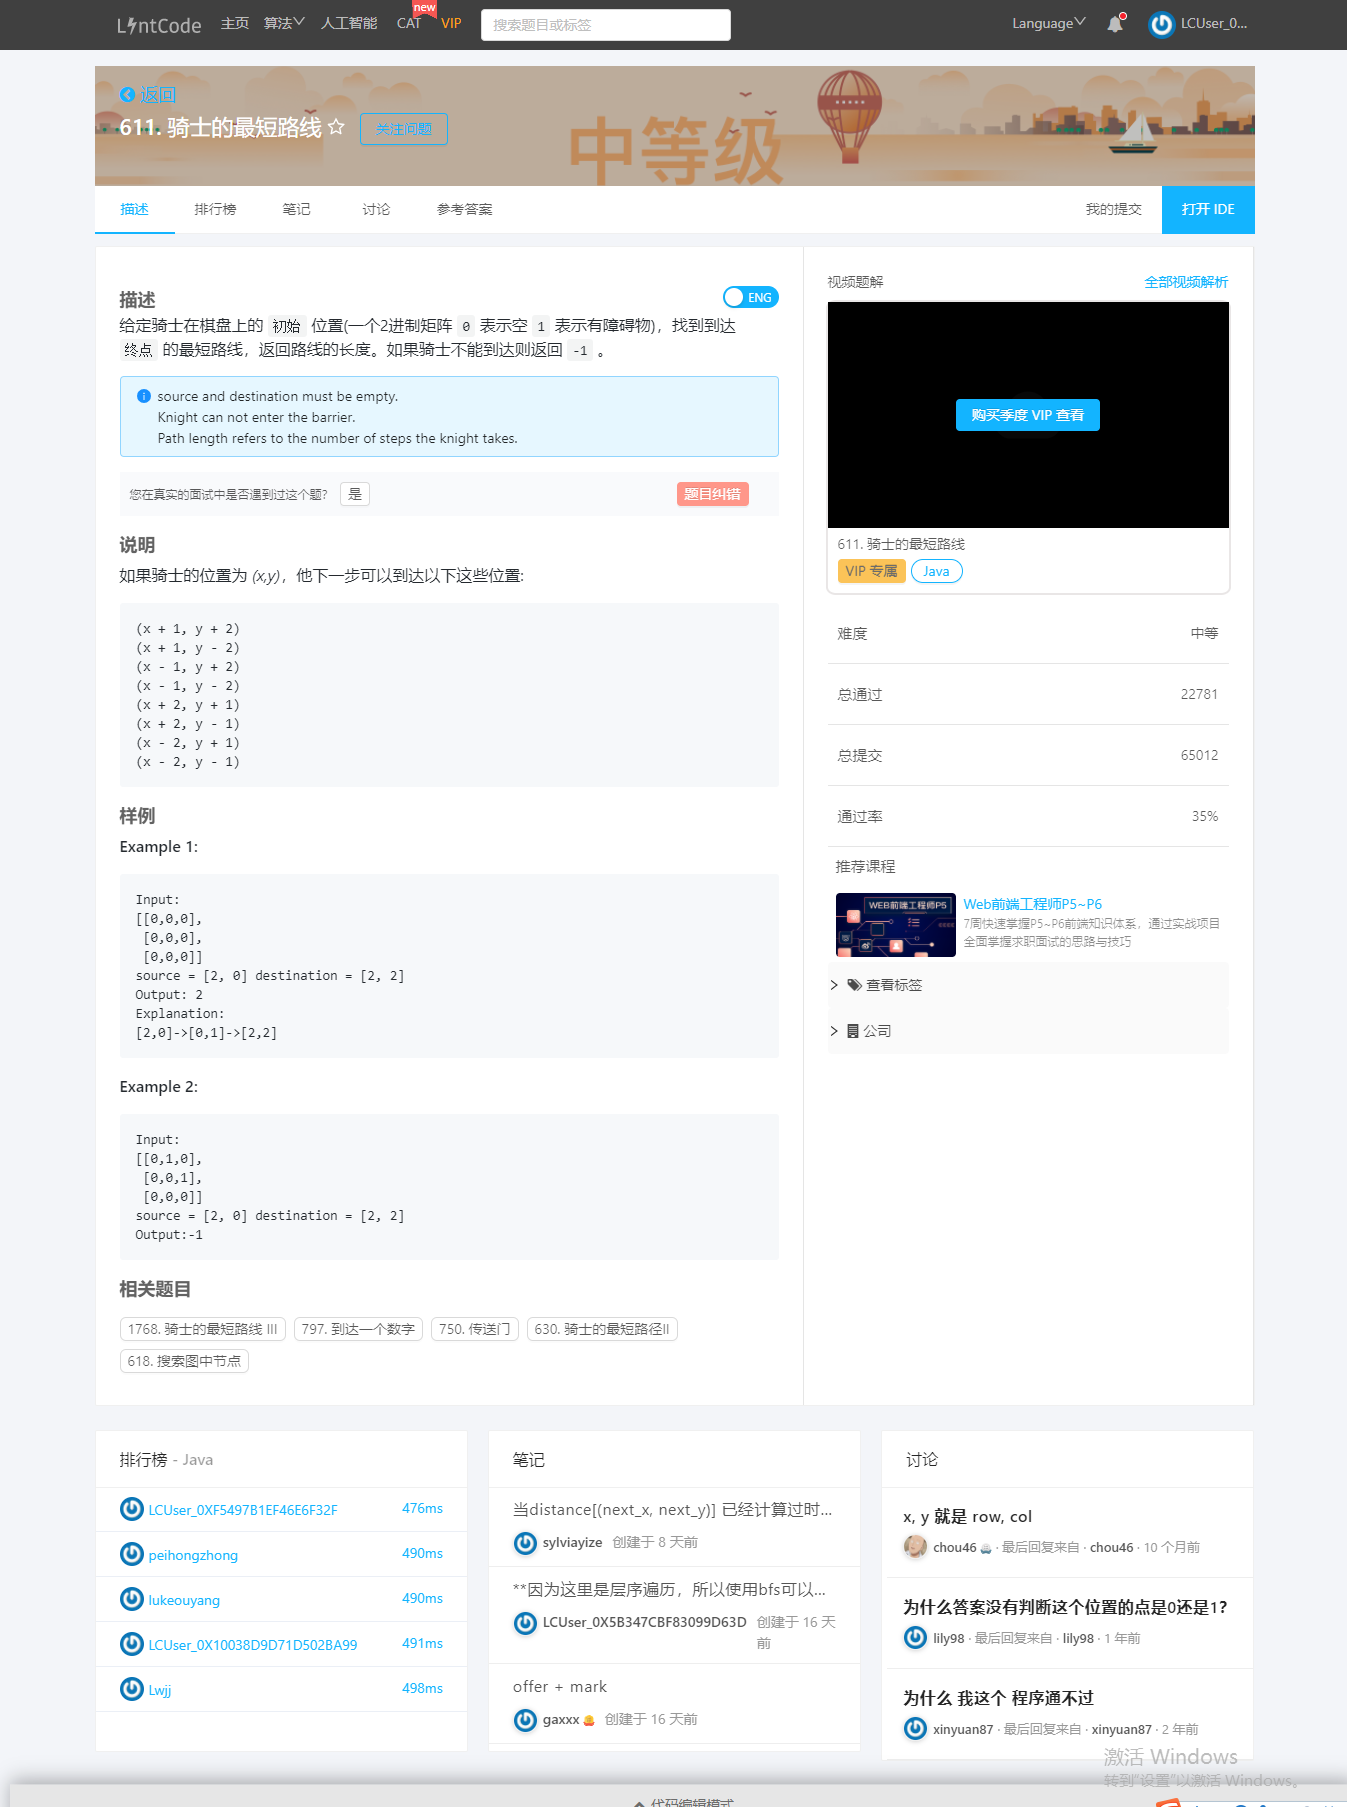 LintCode 主页 算法 人工智能 CAT new VIP 搜索题目或标签 Language LCUser_0...
返回
611. 骑士的最短路线 关注问题
中等级
描述 排行榜 笔记 讨论 参考答案 我的提交 打开 IDE
描述 ENG
给定骑士在棋盘上的 初始 位置(一个2进制矩阵 0 表示空 1 表示有障碍物)，找到到达
终点 的最短路线，返回路线的长度。如果骑士不能到达则返回 -1 。
source and destination must be empty.
Knight can not enter the barrier.
Path length refers to the number of steps the knight takes.
您在真实的面试中是否遇到过这个题? 是 题目纠错
说明
如果骑士的位置为 (x,y)，他下一步可以到达以下这些位置:
(x + 1, y + 2)
(x + 1, y - 2)
(x - 1, y + 2)
(x - 1, y - 2)
(x + 2, y + 1)
(x + 2, y - 1)
(x - 2, y + 1)
(x - 2, y - 1)
样例
Example 1:
Input:
[[0,0,0],
[0,0,0],
[0,0,0]]
source = [2, 0] destination = [2, 2]
Output: 2
Explanation:
[2,0]->[0,1]->[2,2]
Example 2:
Input:
[[0,1,0],
[0,0,1],
[0,0,0]]
source = [2, 0] destination = [2, 2]
Output:-1
相关题目
1768. 骑士的最短路线 III 797. 到达一个数字 750. 传送门 630. 骑士的最短路径II
618. 搜索图中节点
视频题解 全部视频解析
购买季度 VIP 查看
611. 骑士的最短路线
VIP 专属 Java
难度 中等
总通过 22781
总提交 65012
通过率 35%
推荐课程
WEB前端工程师P5
Web前端工程师P5~P6
7周快速掌握P5~P6前端知识体系，通过实战项目
全面掌握求职面试的思路与技巧
查看标签
公司
排行榜 - Java
LCUser_0XF5497B1EF46E6F32F 476ms
peihongzhong 490ms
lukeouyang 490ms
LCUser_0X10038D9D71D502BA99 491ms
Lwjj 498ms
笔记
当distance[(next_x, next_y)] 已经计算过时...
sylviayize 创建于 8 天前
**因为这里是层序遍历，所以使用bfs可以...
LCUser_0X5B347CBF83099D63D 创建于 16 天
前
offer + mark
gaxxx 创建于 16 天前
讨论
x, y 就是 row, col
chou46 · 最后回复来自 · chou46 · 10 个月前
为什么答案没有判断这个位置的点是0还是1?
lily98 · 最后回复来自 · lily98 · 1 年前
为什么 我这个 程序通不过
xinyuan87 · 最后回复来自 · xinyuan87 · 2 年前
激活 Windows
转到"设置"以激活 Windows。
代码编辑模式